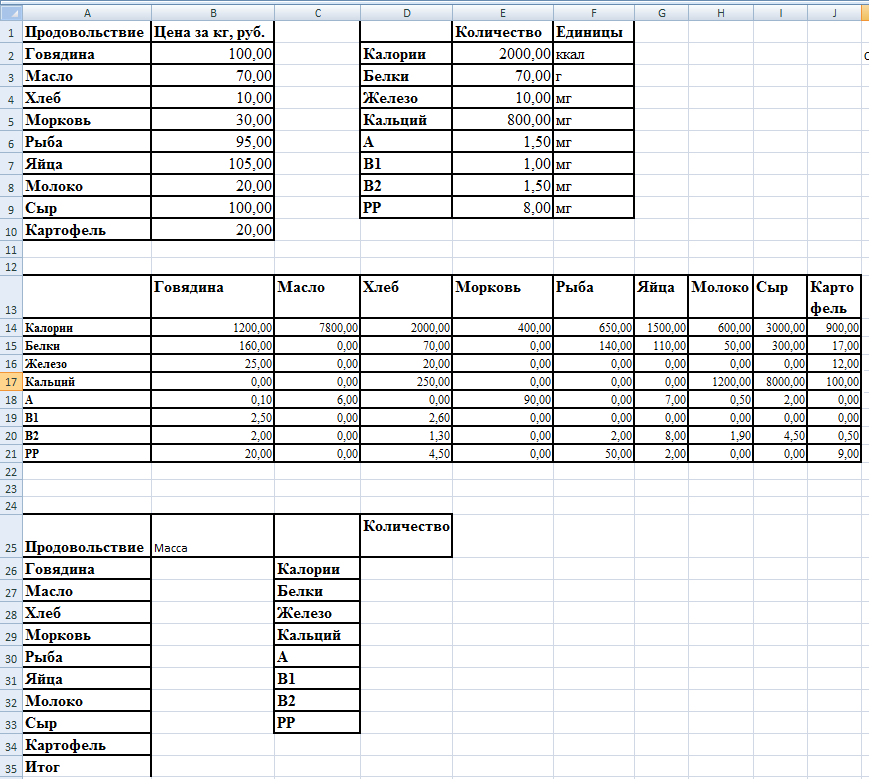 A B C D E F G H I J
1 Продовольствие Цена за кг, руб. Количество Единицы
2 Говядина 100,00 Калории 2000,00 ккал
3 Масло 70,00 Белки 70,00 г
4 Хлеб 10,00 Железо 10,00 мг
5 Морковь 30,00 Кальций 800,00 мг
6 Рыба 95,00 А 1,50 мг
7 Яйца 105,00 В1 1,00 мг
8 Молоко 20,00 В2 1,50 мг
9 Сыр 100,00 РР 8,00 мг
10 Картофель 20,00
11
12
13 Говядина Масло Хлеб Морковь Рыба Яйца Молоко Сыр Карто
фель
14 Калории 1200,00 7800,00 2000,00 400,00 650,00 1500,00 600,00 3000,00 900,00
15 Белки 160,00 0,00 70,00 0,00 140,00 110,00 50,00 300,00 17,00
16 Железо 25,00 0,00 20,00 0,00 0,00 0,00 0,00 0,00 12,00
17 Кальций 0,00 0,00 250,00 0,00 0,00 0,00 1200,00 8000,00 100,00
18 А 0,10 6,00 0,00 90,00 0,00 7,00 0,50 2,00 0,00
19 В1 2,50 0,00 2,60 0,00 0,00 0,00 0,00 0,00 0,00
20 В2 2,00 0,00 1,30 0,00 2,00 8,00 1,90 4,50 0,50
21 РР 20,00 0,00 4,50 0,00 50,00 2,00 0,00 0,00 9,00
22
23
24
25 Продовольствие Масса Количество
26 Говядина Калории
27 Масло Белки
28 Хлеб Железо
29 Морковь Кальций
30 Рыба А
31 Яйца В1
32 Молоко В2
33 Сыр РР
34 Картофель
35 Итог